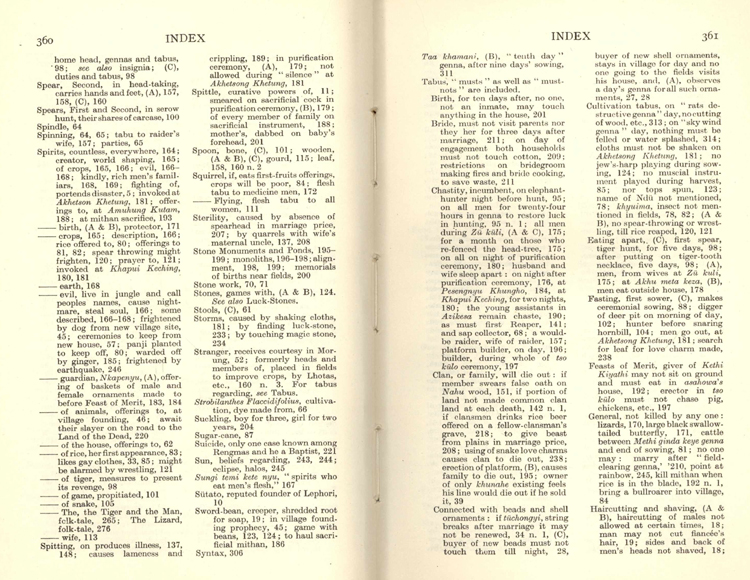 360
INDEX
home head, gennas and tabus,
98; see also insignia; (C),
duties and tabus, 98
Spear, Second, in head-taking,
carries hands and feet, (A), 157,
158, (C), 160
Spears, First and Second, in serow
hunt, their shares of carcase, 100
Spindle, 64
Spinning, 64, 65; tabu to raider's
wife, 157; parties, 65
Spirits, countless, everywhere, 164;
creator, world shaping, 165;
of crops, 165, 166; evil, 166–
168; kindly, rich men's famil-
iars, 168, 169; fighting of,
portends disaster, 5; invoked at
Akhetson Khetung, 181; offer-
ings to, at Amuhung Kutam,
188; at mithan sacrifice, 193
—— birth, (A & B), protector, 171
—— crops, 165; description, 166;
rice offered to, 80; offerings to
81, 82; spear throwing might
frighten, 120; prayer to, 121;
invoked at Khapui Keching,
180, 181
—— earth, 168
—— evil, live in jungle and call
peoples names, cause night-
mare, steal soul, 166; some
described, 166–168; frightened
by dog from new village site,
45; ceremonies to keep from
new house, 57; panji planted
to keep off, 80; warded off
by ginger, 185; frightened by
earthquake, 246
—— guardian, Nkapenyu, (A), offer-
ing of baskets of male and
female ornaments made to
before Feast of Merit, 183, 184
—— of animals, offerings to, as
village founding, 46; await
their slayer on the road to the
Land of the Dead, 220
—— of the house, offerings to, 62
—— of rice, her first appearance, 83;
likes gay clothes, 33, 85; might
be alarmed by wrestling, 121
—— of tiger, measures to present
its revenge, 98
—— of game, propitiated, 101
—— of snake, 105
—— The, the Tiger and the Man,
folk-tale, 265; The Lizard,
folk-tale, 276
—— wife, 113
Spitting, on produces illness, 137,
148; causes lameness and
crippling, 189; in purification
ceremony, (A), 179; not
allowed during "silence" at
Akhetsong Khetung, 181
Spittle, curative powers of, 11;
smeared on sacrificial cock in
purification ceremony, (B), 179;
of every member of family on
sacrificial instrument, 188;
mother's, dabbed on baby's
forehead, 201
Spoon, bone, (C), 101; wooden,
(A & B), (C), gourd, 115; leaf,
158, 160 n. 2
Squirrel, if, eats first-fruits offerings,
crops will be poor, 84; flesh
tabu to medicine men, 172
—— Flying, flesh tabu to all
women, 111
Sterility, caused by absence of
spearhead in marriage price,
207; by quarrels with wife's
maternal uncle, 137, 208
Stone Monuments and Ponds, 195–
199; monoliths, 196–198; align-
ment, 198, 199; memorials
of births near fields, 200
Stone work, 70, 71
Stones, games with, (A & B), 124.
See also Luck-Stones.
Stools, (C), 61
Storms, caused by shaking cloths,
181; by finding luck-stone,
233; by touching magic stone,
234
Stranger, receives courtesy in Mor-
ung, 52; formerly heads and
members of, placed in fields
to improve crops, by Lhotas,
etc., 160 n. 3. For tabus
regarding, see Tabus.
Strobilanthes Flaccidifolius, cultiva-
tion, dye made from, 66
Suckling, boy for three, girl for two
years, 204
Sugar-cane, 87
Suicide, only one case known among
Rengmas and he a Baptist, 221
Sun, beliefs regarding, 243, 244;
eclipse, halos, 245
Sungi temi kete nyu, "spirits who
eat men's flesh," 167
Sütato, reputed founder of Lephori,
10
Sword-bean, creeper, shredded root
for soap, 19; in village found-
ing prophecy, 45; game with
beans, 123, 124; to haul sacri-
ficial mithan, 186
Syntax, 306
INDEX
361
Taa khamani, (B), "tenth day"
genna, after nine days' sowing,
311
Tabus, "musts" as well as "must-
nots" are included.
Birth, for ten days after, no one,
not an inmate, may touch
anything in the house, 201
Bride, must not visit parents nor
they her for three days after
marriage, 211; on day of
engagement both households
must not touch cotton, 209;
restrictions on bridegroom
making fires and bride cooking,
to save waste, 211
Chastity, incumbent, on elephant-
hunter night before hunt, 95;
on all men for twenty-four
hours in genna to restore luck
in hunting, 95 n. 1; all men
during Zü küli, (A & C), 175;
for a month on those who
re-fenced the head-tree, 175;
on all on night of purification
ceremony, 180; husband and
wife sleep apart: on night after
purification ceremony, 176, at
Pesengnyu Khungho, 184, at
Khapui Keching, for two nights,
180; the young assistants in
Azikesa remain chaste, 190;
as must first Reaper, 141;
and sap collector, 68; a would-
be raider, wife of raider, 157;
platform builder, on day, 196;
builder, during whole of tso
külo ceremony, 197
Clan, or family, will die out: if
member swears false oath on
Nahu wood, 151, if portion of
land not made common clan
land at each death, 142 n. 1,
if clansmen drinks rice beer
offered on a fellow-clansman's
grave, 218; to give beast
from plains in marriage price,
208; using of snake love charms
causes clan to die out, 238;
erection of platform, (B), causes
family to die out, 195; owner
of only khunshe existing feels
his line would die out if he sold
it, 39
Connected with beads and shell
ornaments: if tüchongyi, string
breaks after marriage it may
not be renewed, 34 n. 1, (C),
buyer of new beads must not
touch them till night, 28,
buyer of new shell ornaments,
stays in village for day and no
one going to the fields visits
his house, and, (A), observes
a day's genna for all such orna-
ments, 27, 28
Cultivation tabus, on "rats de-
structive genna" day, no cutting
of wood, etc., 313; on "sky wind
genna" day, nothing must be
felled or water splashed, 314;
cloths must not be shaken on
Akhetsong Khetung, 181; no
jew's-harp playing during sow-
ing, 124; no muscial instru-
ment played during harvest,
85; nor tops spun, 123;
name of Ndü not mentioned,
78; khyuima, insect not men-
tioned in fields, 78, 82; (A &
B), no spear-throwing or wrest-
ling, till rice reaped, 120, 121
Eating apart, (C), first spear,
tiger hunt, for five days, 98;
after putting on tiger-tooth
necklace, five days, 98; (A),
men, from wives at Zü kuli,
175; at Akhu meta keza, (B),
men eat outside house, 178
Fasting, first sower, (C), makes
ceremonial sowing, 88; digger
of deer pit on morning of day,
102; hunter before snaring
hornbill, 104; men go out, at
Akhetsong Khetung, 181; search
for leaf for love charm made,
238
Feasts of Merit, giver of Kethi
Kiyathi may not sit on ground
and must eat in asahowa's
house, 192; erector in tso
külo must not chase pig,
chickens, etc., 197
General, not killed by any one:
lizards, 170, large black swallow-
tailed butterfly, 171, cattle
between Methi ginda keye genna
and end of sowing, 81; no one
may: marry after "field-
clearing genna," 210, point at
rainbow, 245, kill mithan when
rice is in the blade, 192 n. 1,
bring a bullroarer into village,
84
Haircutting and shaving, (A &
B), haircutting of males not
allowed at certain times, 18;
man may not cut fiancée's
hair, 19; sides and back of
men's heads not shaved, 18;